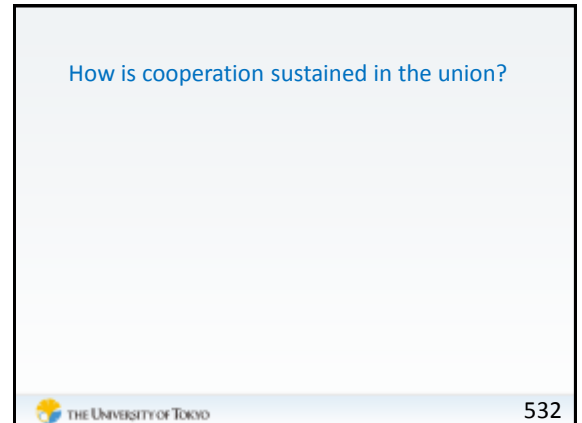 How is cooperation sustained in the union?
THE UNIVERSITY OF TOKYO
532